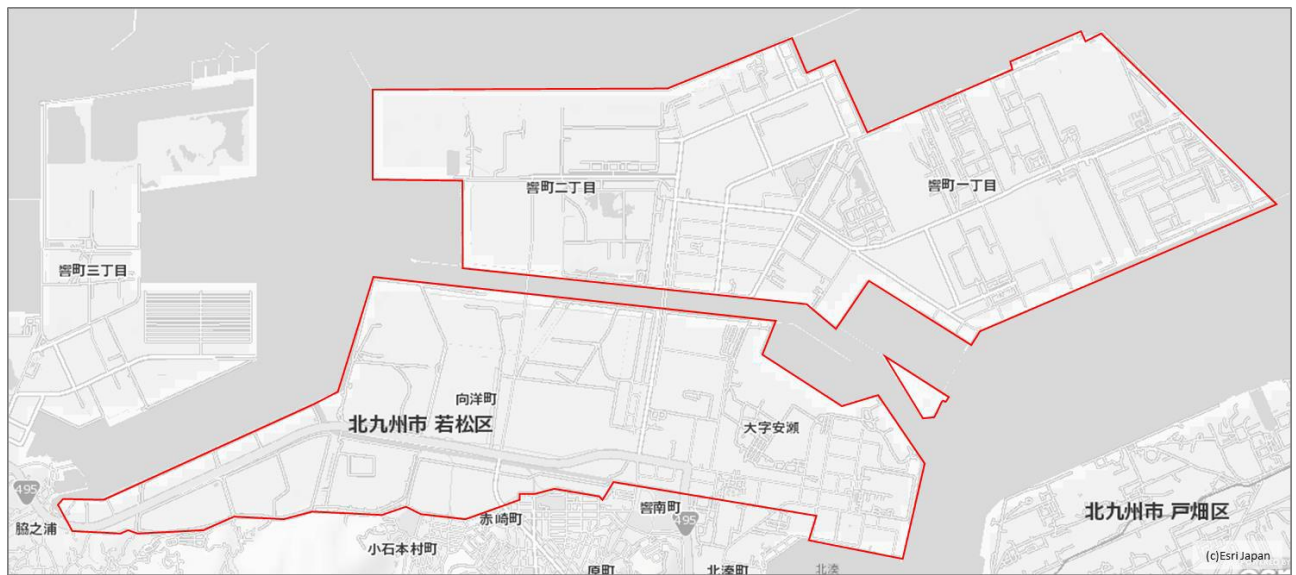 響町二丁目
響町一丁目
響町三丁目
向洋町
北九州市 若松区
大字安瀬
495
脇之浦
赤崎町
響南町
495
北九州市 戸畑区
小石本村町
原町
北湊町
北湊
(c)Esri Japan